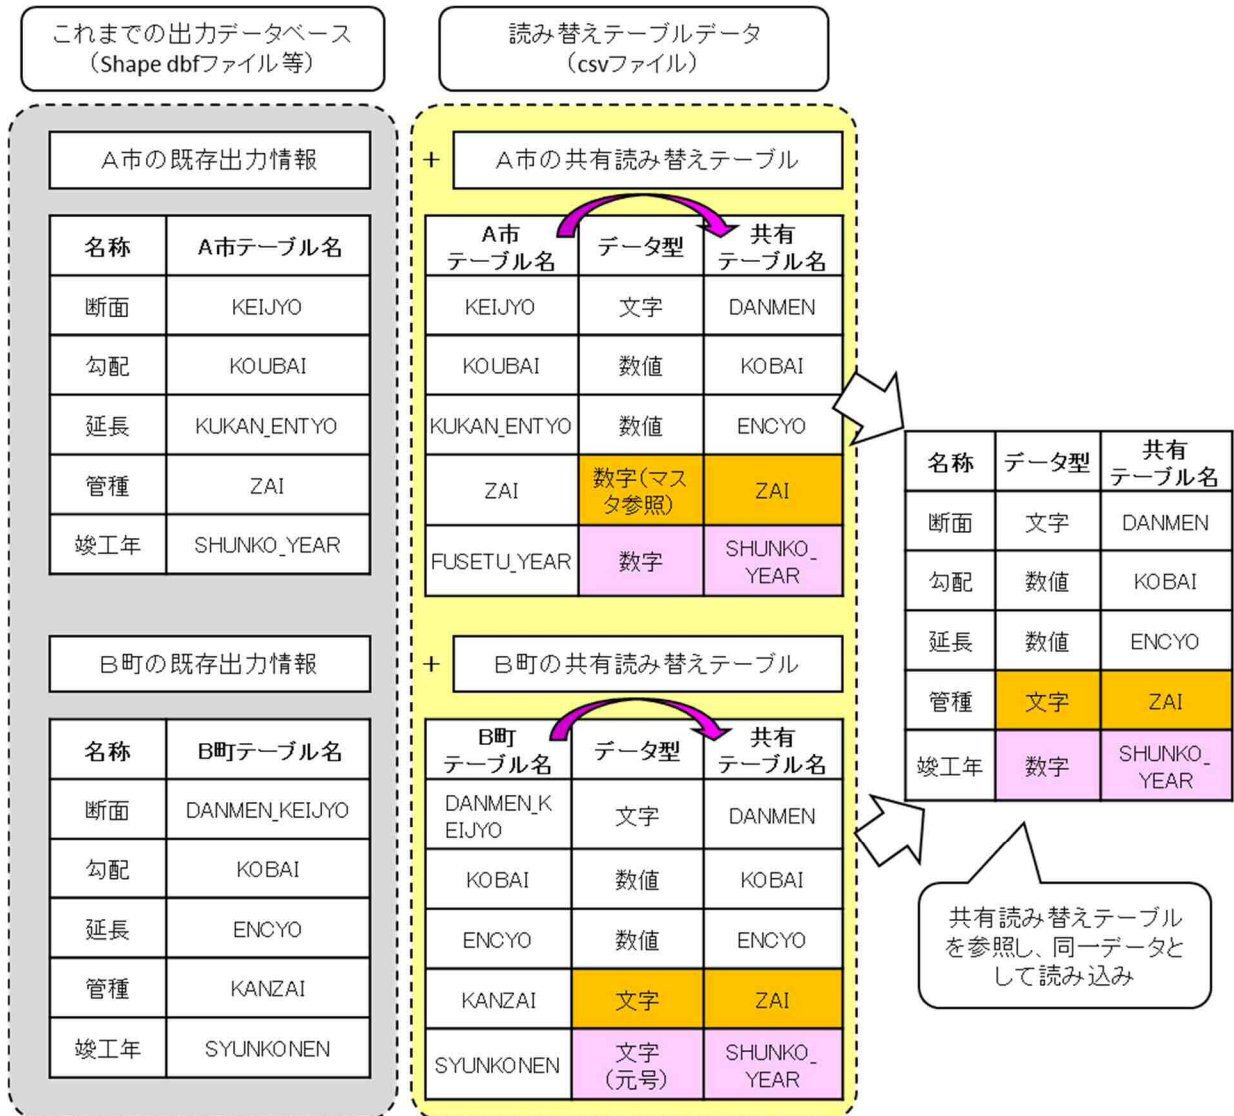 これまでの出力データベース
（Shape dbfファイル等）
読み替えテーブルデータ
（csvファイル）
A市の既存出力情報
名称 A市テーブル名
断面 KEIJYO
勾配 KOUBAI
延長 KUKAN_ENTYO
管種 ZAI
竣工年 SHUNKO_YEAR
+ A市の共有読み替えテーブル
A市
テーブル名
データ型
共有
テーブル名
KEIJYO 文字 DANMEN
KOUBAI 数値 KOBAI
KUKAN_ENTYO 数値 ENCYO
ZAI
数字（マス
タ参照）
ZAI
FUSETU_YEAR 数字
SHUNKO_
YEAR
B町の既存出力情報
名称 B町テーブル名
断面 DANMEN_KEIJYO
勾配 KOBAI
延長 ENCYO
管種 KANZAI
竣工年 SYUNKONEN
+ B町の共有読み替えテーブル
B町
テーブル名
データ型
共有
テーブル名
DANMEN_K
EIJYO
文字 DANMEN
KOBAI 数値 KOBAI
ENCYO 数値 ENCYO
KANZAI 文字 ZAI
SYUNKONEN
文字
（元号）
SHUNKO_
YEAR
名称 データ型
共有
テーブル名
断面 文字 DANMEN
勾配 数値 KOBAI
延長 数値 ENCYO
管種 文字 ZAI
竣工年 数字
SHUNKO_
YEAR
共有読み替えテーブル
を参照し、同一データと
して読み込み